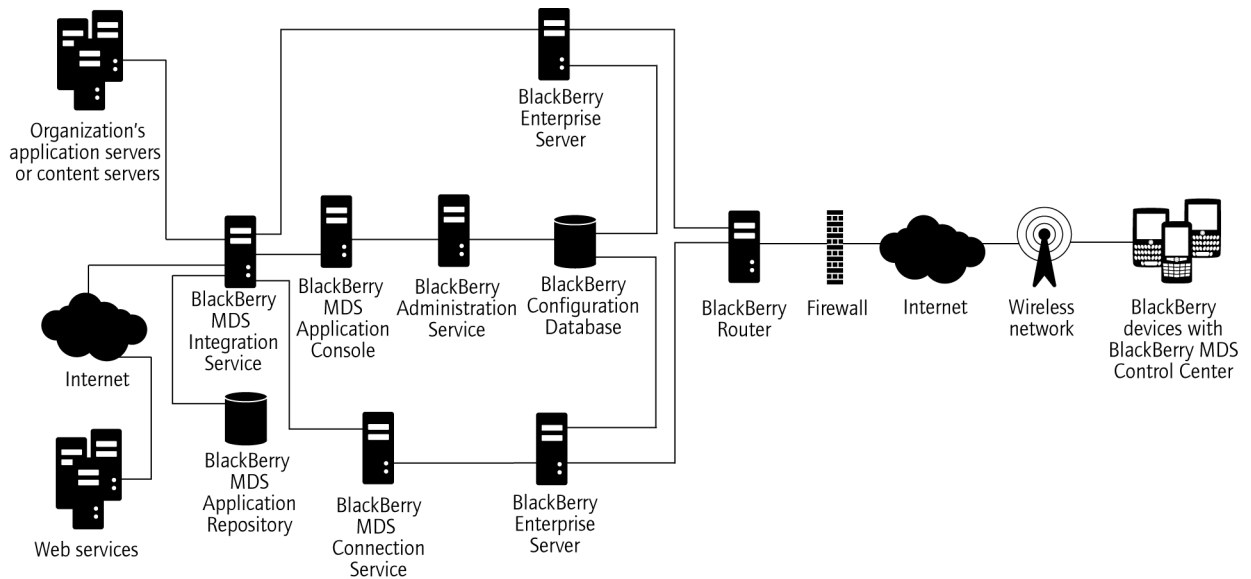 Organization's
application servers
or content servers
BlackBerry
Enterprise
Server
BlackBerry
MDS
Integration
Service
BlackBerry
MDS
Application
Console
BlackBerry
Administration
Service
BlackBerry
Configuration
Database
BlackBerry
Router
Firewall
Internet
Wireless
network
BlackBerry
devices with
BlackBerry MDS
Control Center
Internet
BlackBerry
MDS
Application
Repository
Web services
BlackBerry
MDS
Connection
Service
BlackBerry
Enterprise
Server